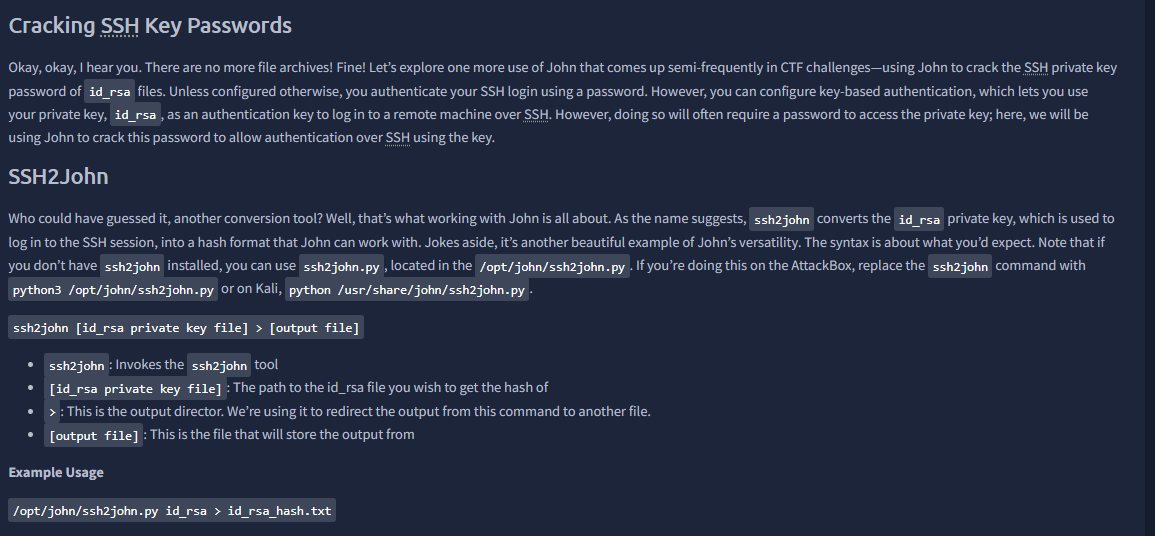 Cracking SSH Key Passwords
Okay, okay, I hear you. There are no more file archives! Fine! Let’s explore one more use of John that comes up semi-frequently in CTF challenges—using John to crack the SSH private key
password of id_rsa files. Unless configured otherwise, you authenticate your SSH login using a password. However, you can configure key-based authentication, which lets you use
your private key, id_rsa, as an authentication key to log in to a remote machine over SSH. However, doing so will often require a password to access the private key; here, we will be
using John to crack this password to allow authentication over SSH using the key.
SSH2John
Who could have guessed it, another conversion tool? Well, that’s what working with John is all about. As the name suggests, ssh2john converts the id_rsa private key, which is used to
log in to the SSH session, into a hash format that John can work with. Jokes aside, it’s another beautiful example of John’s versatility. The syntax is about what you’d expect. Note that if
you don’t have ssh2john installed, you can use ssh2john.py, located in the /opt/john/ssh2john.py. If you’re doing this on the AttackBox, replace the ssh2john command with
python3 /opt/john/ssh2john.py or on Kali, python /usr/share/john/ssh2john.py.
ssh2john [id_rsa private key file] > [output file]
• ssh2john: Invokes the ssh2john tool
• [id_rsa private key file]: The path to the id_rsa file you wish to get the hash of
• >: This is the output director. We’re using it to redirect the output from this command to another file.
• [output file]: This is the file that will store the output from
Example Usage
/opt/john/ssh2john.py id_rsa > id_rsa_hash.txt